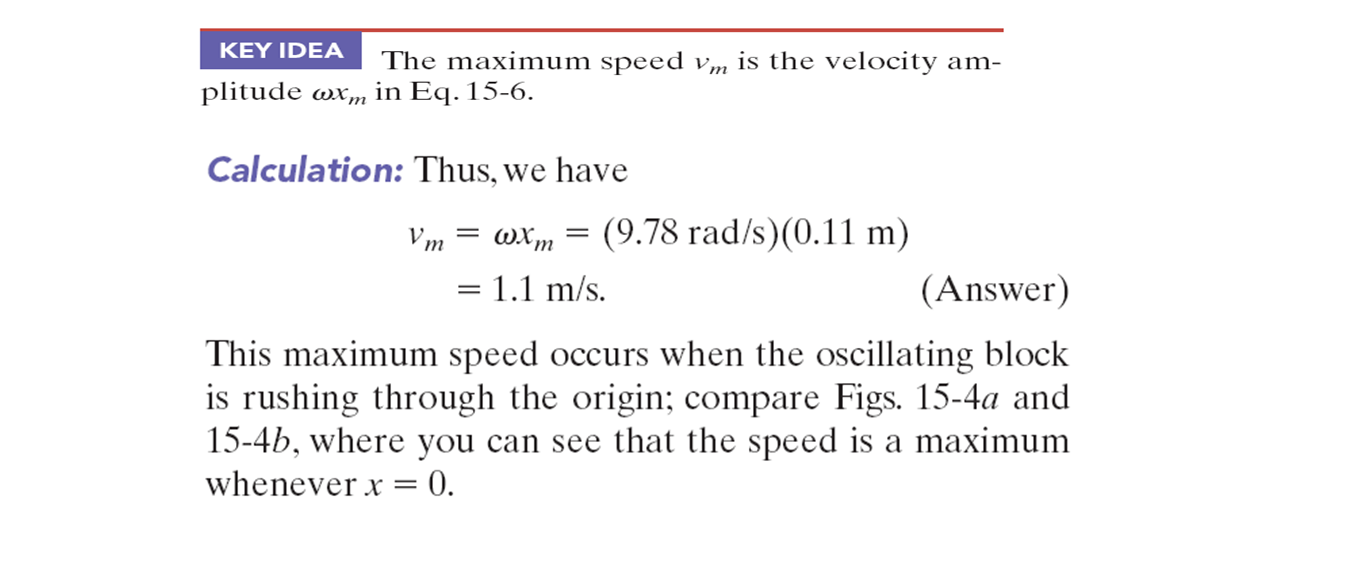 KEY IDEA The maximum speed vₘ is the velocity am-
plitude ωxₘ in Eq. 15-6.
Calculation: Thus, we have
vₘ = ωxₘ = (9.78 rad/s)(0.11 m)
= 1.1 m/s. (Answer)
This maximum speed occurs when the oscillating block
is rushing through the origin; compare Figs. 15-4a and
15-4b, where you can see that the speed is a maximum
whenever x = 0.